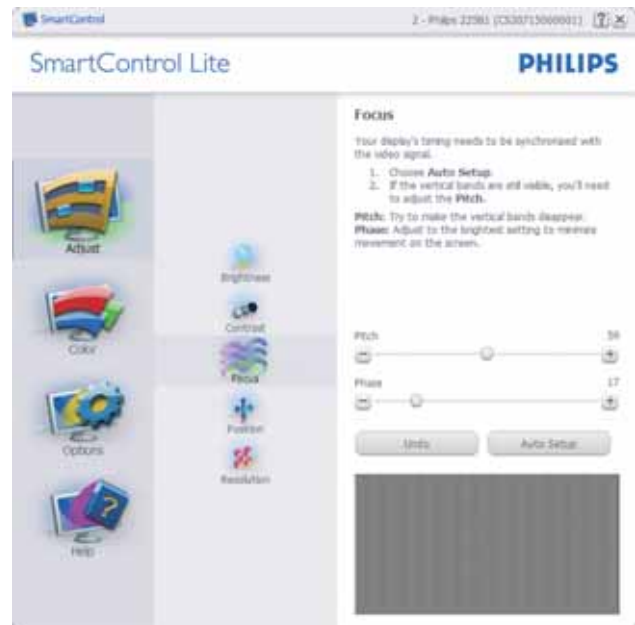 SmartControl
2 - Philips 225B1 (CS20715000001)
SmartControl Lite
PHILIPS
Adjust
Color
Options
Help
Brightness
Contrast
Focus
Position
Resolution
Focus
Your display's timing needs to be synchronized with
the video signal.
1. Choose Auto Setup.
2. If the vertical bands are still visible, you'll need
to adjust the Pitch.
Pitch: Try to make the vertical bands disappear.
Phase: Adjust to the brightest setting to minimize
movement on the screen.
Pitch 50
Phase 17
Undo Auto Setup